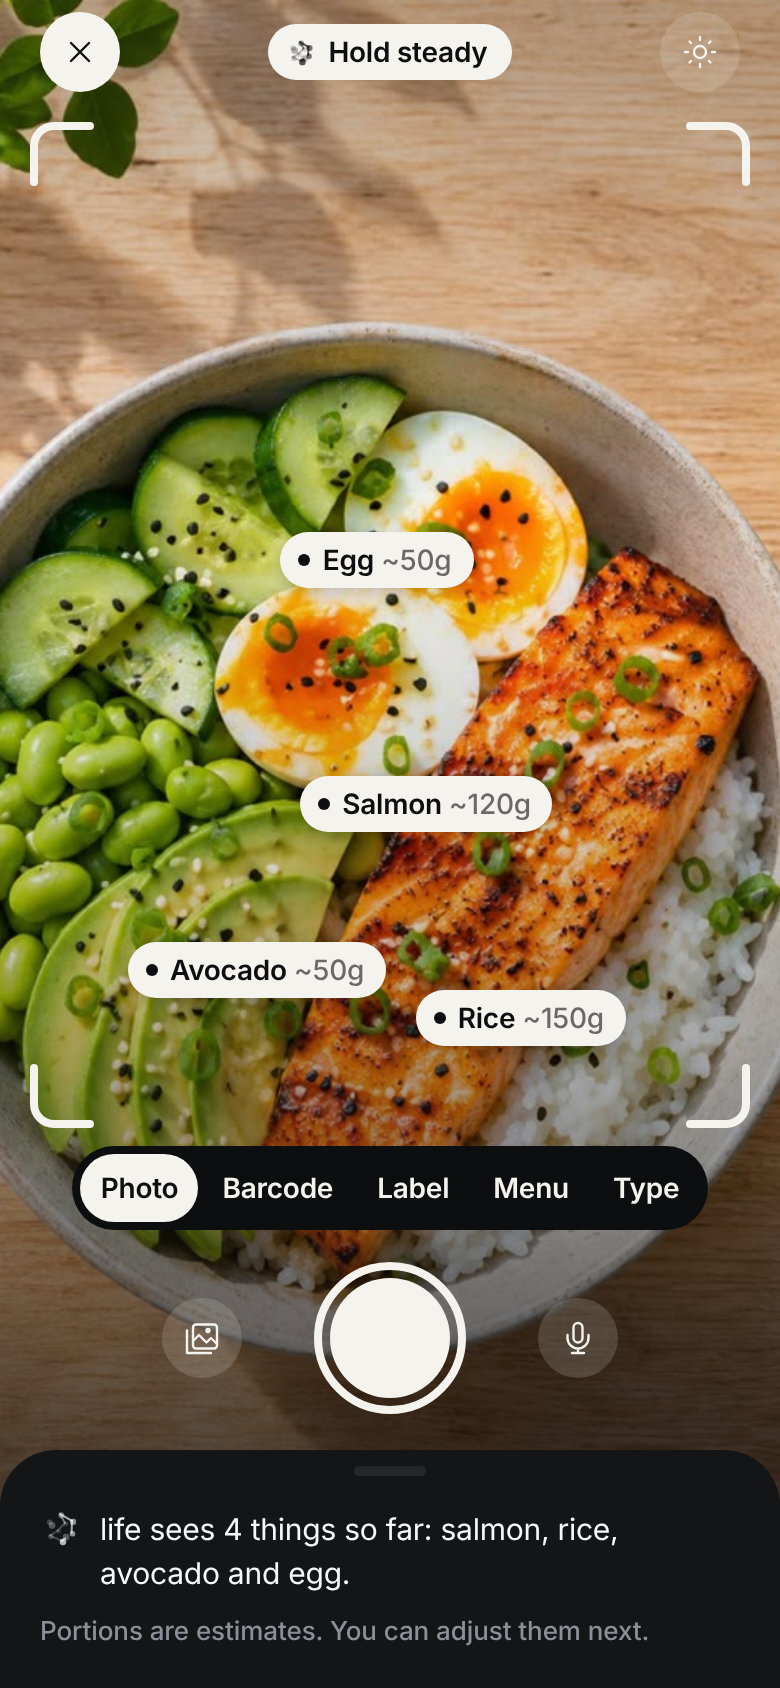 Hold steady
Egg ~50g
Salmon ~120g
Avocado ~50g
Rice ~150g
Photo Barcode Label Menu Type
life sees 4 things so far: salmon, rice,
avocado and egg.
Portions are estimates. You can adjust them next.